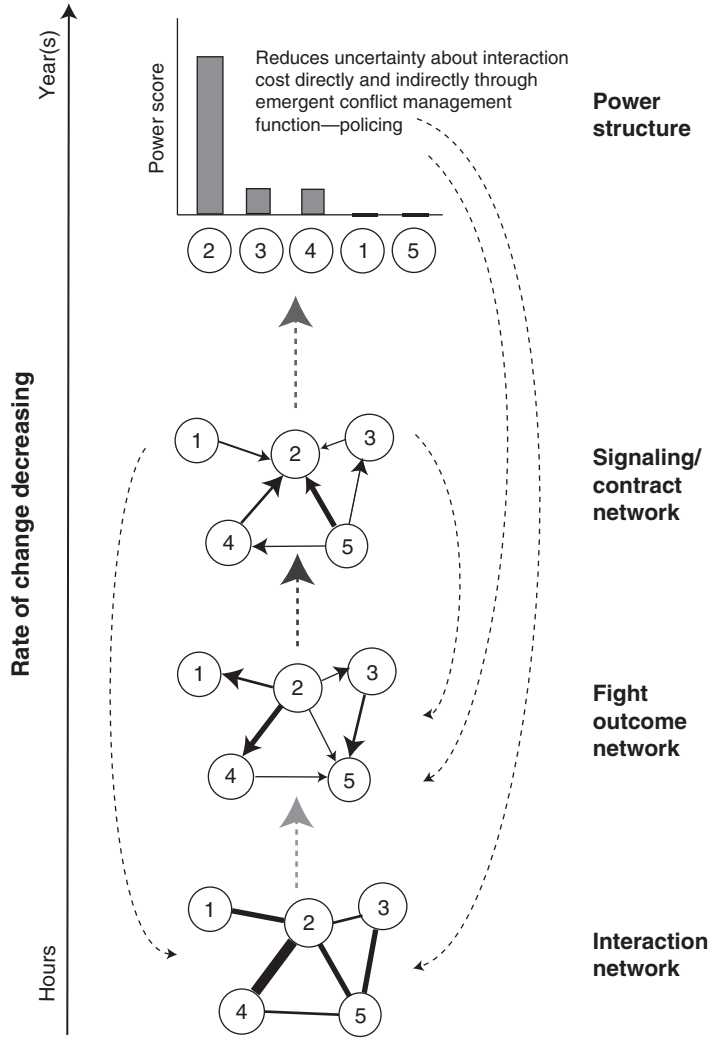 Year(s)
Rate of change decreasing
Hours
Power score
Reduces uncertainty about interaction
cost directly and indirectly through
emergent conflict management
function—policing
Power
structure
2 3 4 1 5
1 2 3
4 5
Signaling/
contract
network
1 2 3
4 5
Fight
outcome
network
1 2 3
4 5
Interaction
network